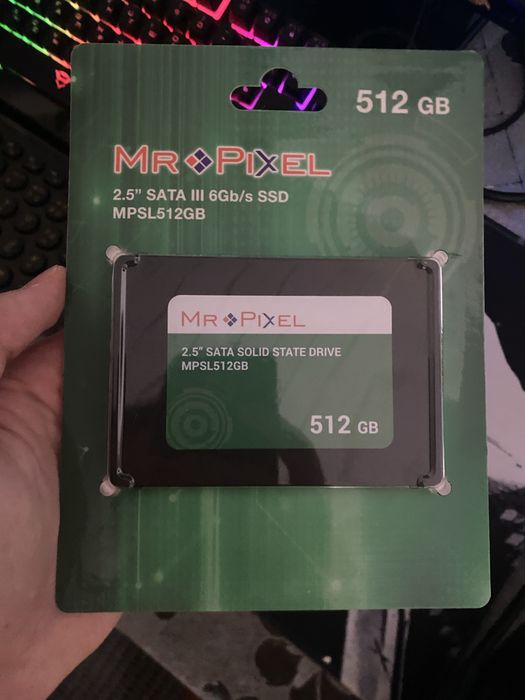 512 GB
MR PIXEL
2.5” SATA III 6Gb/s SSD
MPSL512GB
MR PIXEL
2.5” SATA SOLID STATE DRIVE
MPSL512GB
512 GB